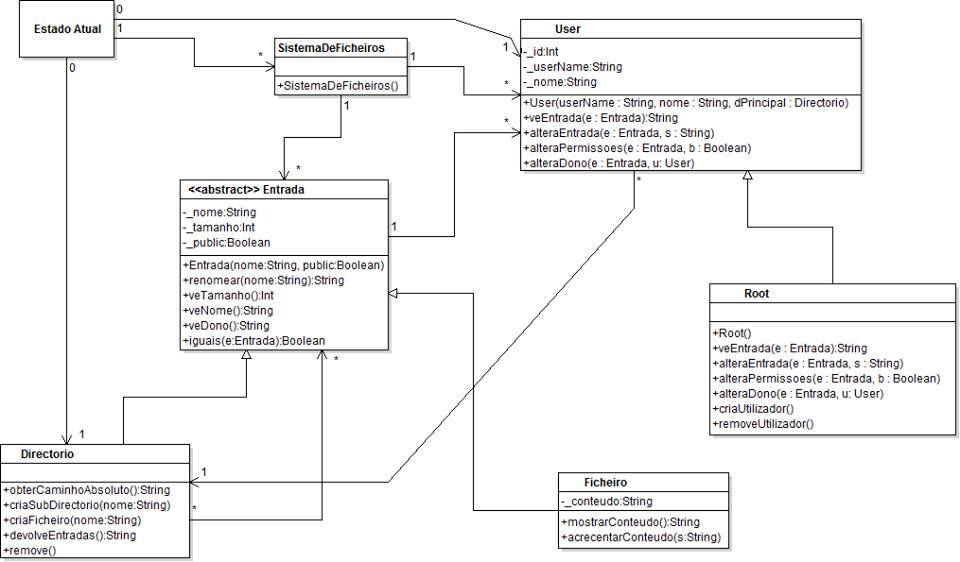 Estado Atual
0
1
0
SistemaDeFicheiros
+SistemaDeFicheiros()
*
1
1
1
*
*
*
User
-_id:Int
-_userName:String
-_nome:String
+User(userName : String, nome : String, dPrincipal : Directorio)
+veEntrada(e : Entrada):String
+alteraEntrada(e : Entrada, s : String)
+alteraPermissoes(e : Entrada, b : Boolean)
+alteraDono(e : Entrada, u: User)
*
<<abstract>> Entrada
-_nome:String
-_tamanho:Int
-_public:Boolean
+Entrada(nome:String, public:Boolean)
+renomear(nome:String):String
+veTamanho():Int
+veNome():String
+veDono():String
+iguais(e:Entrada):Boolean
1
*
Root
+Root()
+veEntrada(e : Entrada):String
+alteraEntrada(e : Entrada, s : String)
+alteraPermissoes(e : Entrada, b : Boolean)
+alteraDono(e : Entrada, u: User)
+criaUtilizador()
+removeUtilizador()
1
Directorio
+obterCaminhoAbsoluto():String
+criaSubDirectorio(nome:String)
+criaFicheiro(nome:String)
+devolveEntradas():String
+remove()
1
*
Ficheiro
-_conteudo:String
+mostrarConteudo():String
+acrecentarConteudo(s:String)